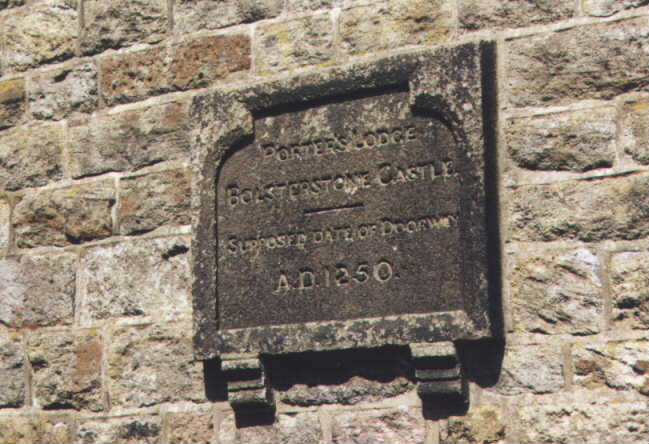 PORTERS' LODGE
BOLSTERSTONE CASTLE.
SUPPOSED DATE OF DOORWAY
A.D. 1250.